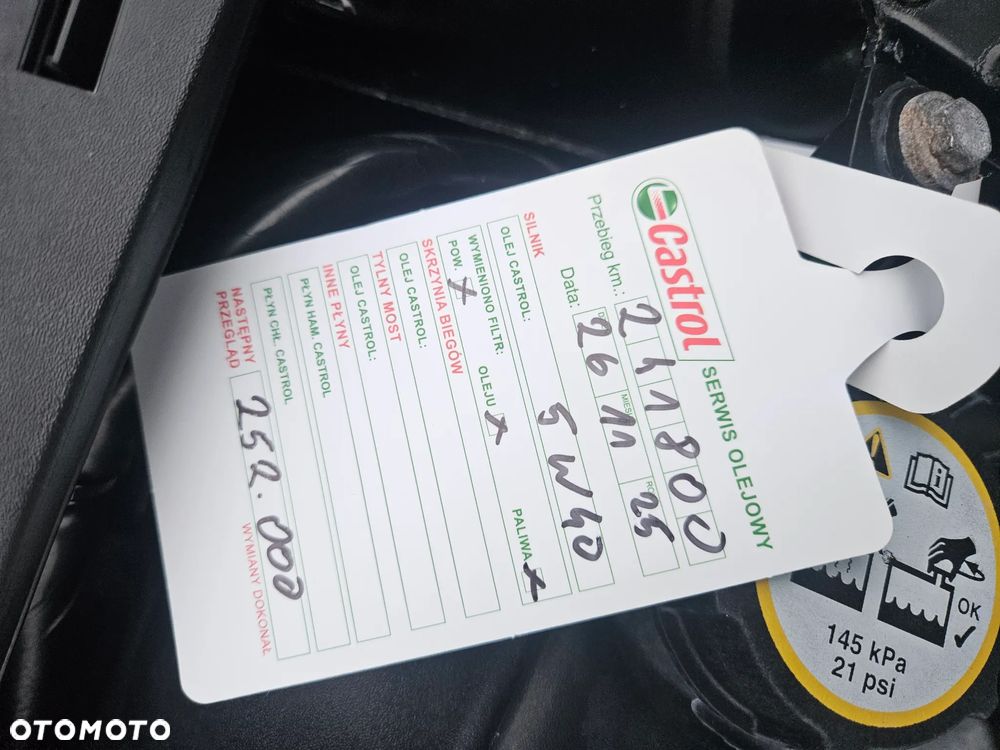 Castrol SERWIS OLEJOWY
Przebieg km.: 241800
Data: 26 11 25
SILNIK
OLEJ CASTROL: 5W40
WYMIENIONO FILTR:
POW. x OLEJU x PALIWA x
SKRZYNIA BIEGÓW
OLEJ CASTROL:
TYLNY MOST
OLEJ CASTROL:
INNE PŁYNY
PŁYN HAM. CASTROL
PŁYN CHŁ. CASTROL
NASTĘPNY
PRZEGLĄD 252.000
WYMIANY DOKONAŁ
OK
145 kPa
21 psi
OTOMOTO